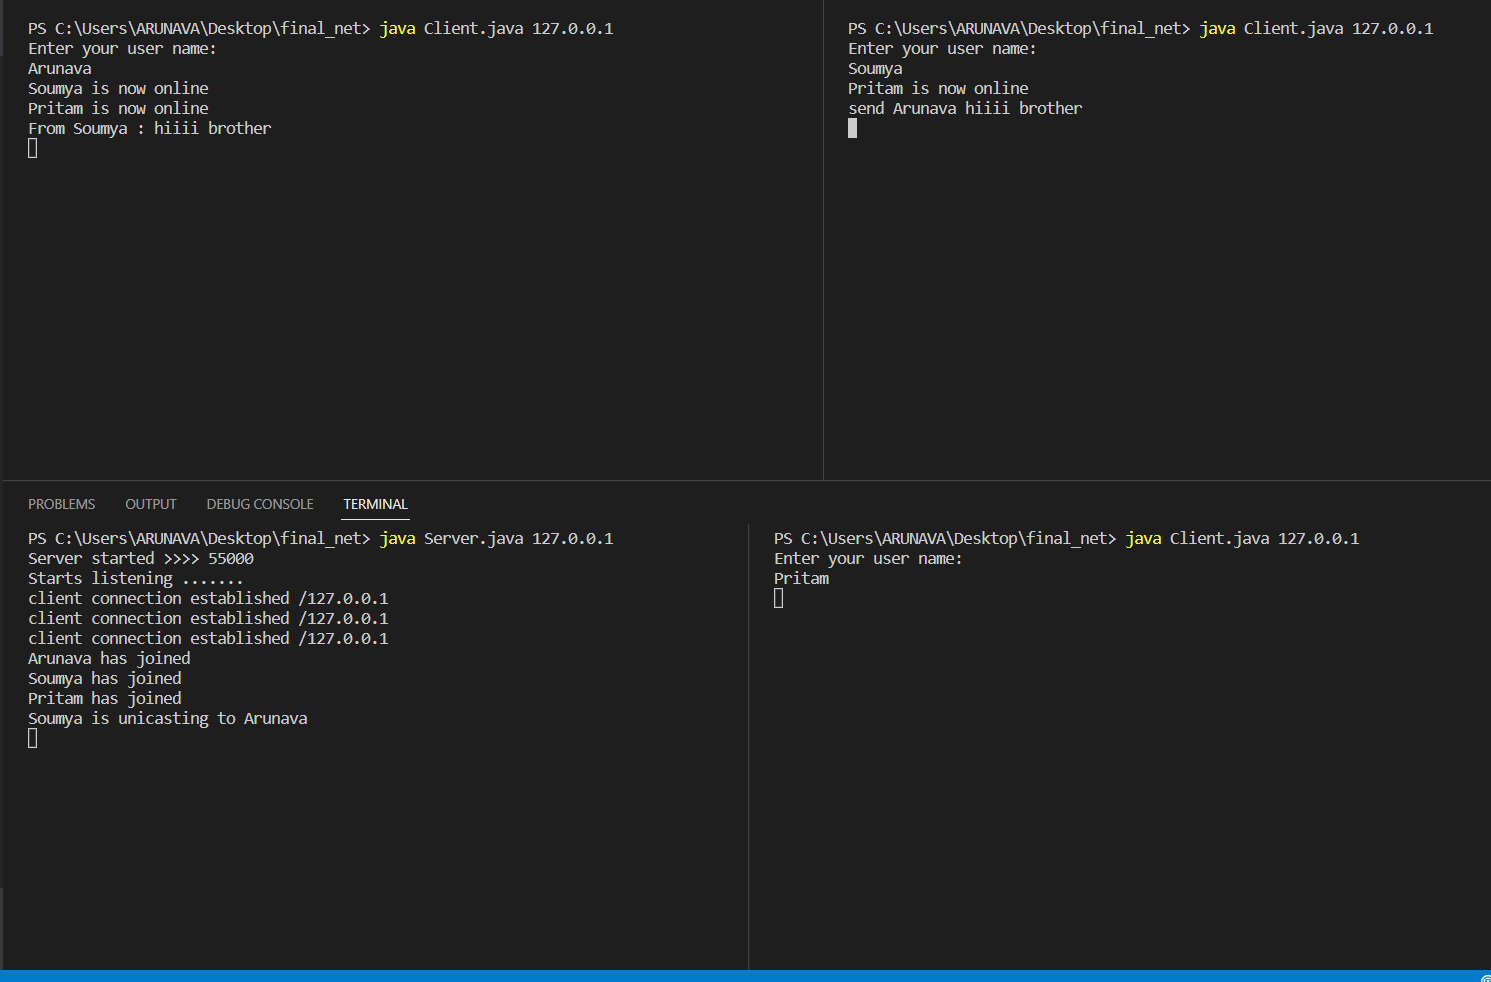 PS C:\Users\ARUNAVA\Desktop\final_net> java Client.java 127.0.0.1
Enter your user name:
Arunava
Soumya is now online
Pritam is now online
From Soumya : hiiii brother
PS C:\Users\ARUNAVA\Desktop\final_net> java Client.java 127.0.0.1
Enter your user name:
Soumya
Pritam is now online
send Arunava hiiii brother
PROBLEMS OUTPUT DEBUG CONSOLE TERMINAL
PS C:\Users\ARUNAVA\Desktop\final_net> java Server.java 127.0.0.1
Server started >>>> 55000
Starts listening .......
client connection established /127.0.0.1
client connection established /127.0.0.1
client connection established /127.0.0.1
Arunava has joined
Soumya has joined
Pritam has joined
Soumya is unicasting to Arunava
PS C:\Users\ARUNAVA\Desktop\final_net> java Client.java 127.0.0.1
Enter your user name:
Pritam